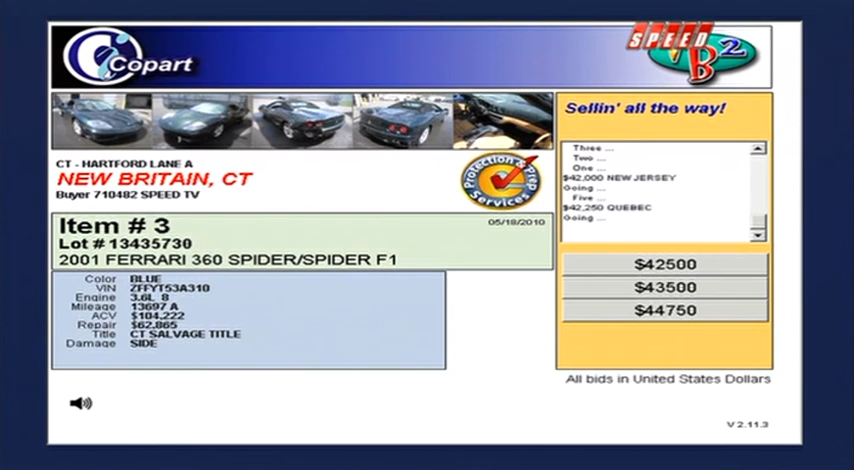 Copart
SPEED
VB2
Sellin' all the way!
CT - HARTFORD LANE A
NEW BRITAIN, CT
Buyer 710482 SPEED TV
Protection & Prep
Services
Three ...
Two ...
One ...
$42,000 NEW JERSEY
Going ...
Five ...
$42,250 QUEBEC
Going ...
Item # 3
05/18/2010
Lot # 13435730
2001 FERRARI 360 SPIDER/SPIDER F1
$42500
$43500
$44750
Color BLUE
VIN ZFFYT53A310
Engine 3.6L 8
Mileage 13697 A
ACV $104,222
Repair $62,865
Title CT SALVAGE TITLE
Damage SIDE
All bids in United States Dollars
V 2.11.3